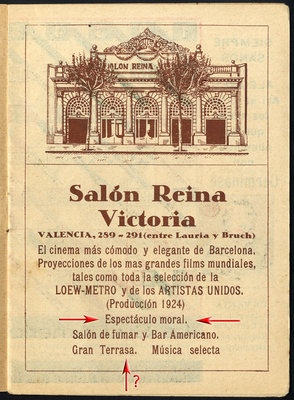 SALON REINA
Salón Reina
Victoria
VALENCIA, 289 - 291 (entre Lauria y Bruch)
El cinema más cómodo y elegante de Barcelona.
Proyecciones de los mas grandes films mundiales,
tales como toda la selección de la
LOEW-METRO y de los ARTISTAS UNIDOS.
(Producción 1924)
Espectáculo moral.
Salón de fumar y Bar Americano.
Gran Terrasa. Música selecta
?